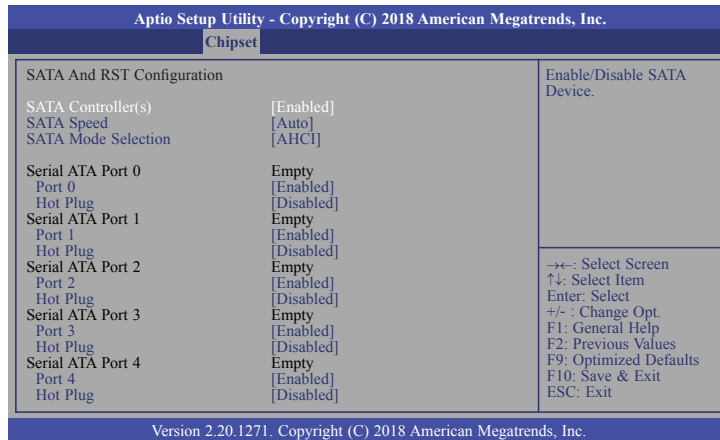 Aptio Setup Utility - Copyright (C) 2018 American Megatrends, Inc.
Chipset
SATA And RST Configuration
SATA Controller(s) [Enabled]
SATA Speed [Auto]
SATA Mode Selection [AHCI]
Serial ATA Port 0 Empty
Port 0 [Enabled]
Hot Plug [Disabled]
Serial ATA Port 1 Empty
Port 1 [Enabled]
Hot Plug [Disabled]
Serial ATA Port 2 Empty
Port 2 [Enabled]
Hot Plug [Disabled]
Serial ATA Port 3 Empty
Port 3 [Enabled]
Hot Plug [Disabled]
Serial ATA Port 4 Empty
Port 4 [Enabled]
Hot Plug [Disabled]
Enable/Disable SATA
Device.
→←: Select Screen
↑↓: Select Item
Enter: Select
+/- : Change Opt.
F1: General Help
F2: Previous Values
F9: Optimized Defaults
F10: Save & Exit
ESC: Exit
Version 2.20.1271. Copyright (C) 2018 American Megatrends, Inc.